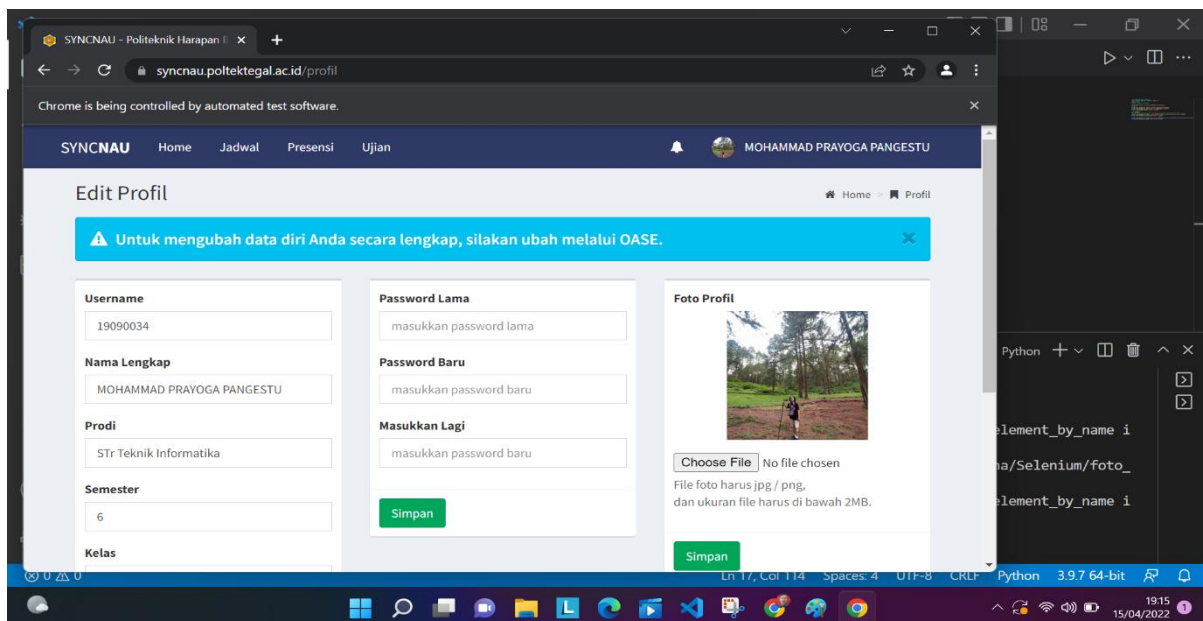 SYNCNAU - Politeknik Harapan B
syncnau.poltektegal.ac.id/profil
Chrome is being controlled by automated test software.
SYNCNAU Home Jadwal Presensi Ujian MOHAMMAD PRAYOGA PANGESTU
Edit Profil
Home > Profil
Untuk mengubah data diri Anda secara lengkap, silakan ubah melalui OASE.
Username
19090034
Nama Lengkap
MOHAMMAD PRAYOGA PANGESTU
Prodi
STr Teknik Informatika
Semester
6
Kelas
Password Lama
masukkan password lama
Password Baru
masukkan password baru
Masukkan Lagi
masukkan password baru
Simpan
Foto Profil
Choose File No file chosen
File foto harus jpg / png,
dan ukuran file harus di bawah 2MB.
Simpan
Python
element_by_name i
na/Selenium/foto_
element_by_name i
0 0 Ln 17, Col 114 Spaces: 4 UTF-8 CRLF Python 3.9.7 64-bit
19:15
15/04/2022
1